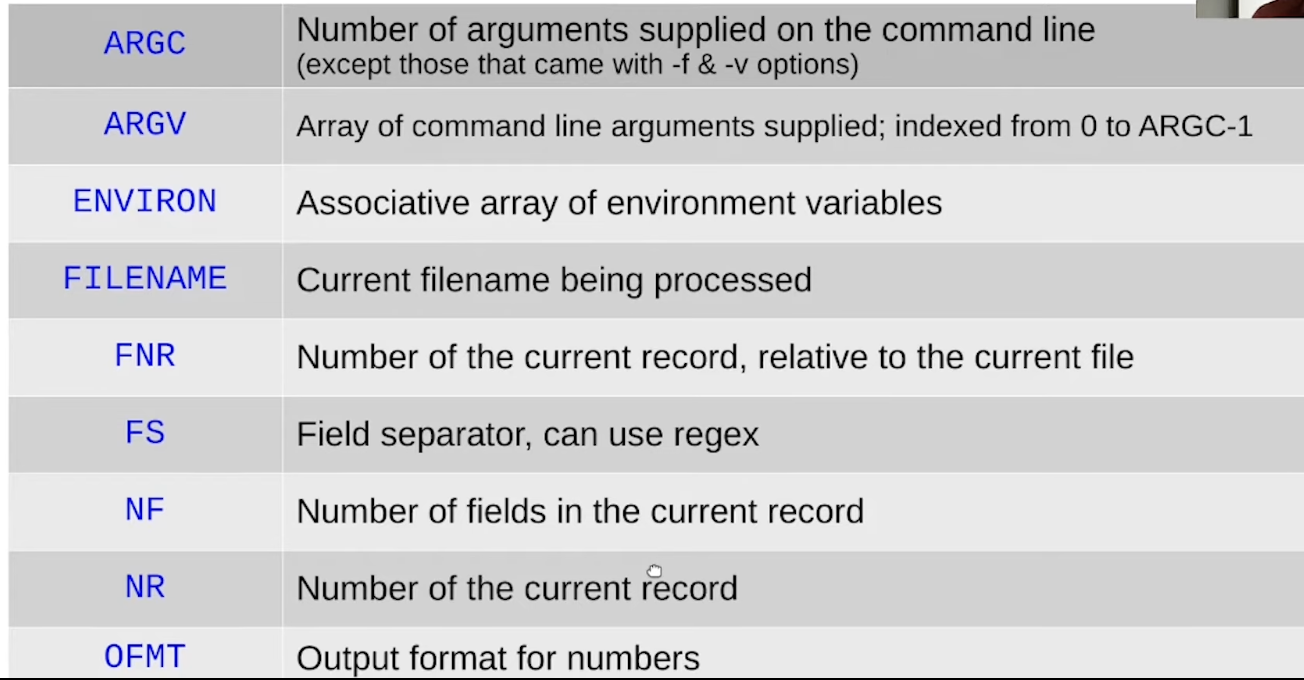 ARGC Number of arguments supplied on the command line
(except those that came with -f & -v options)
ARGV Array of command line arguments supplied; indexed from 0 to ARGC-1
ENVIRON Associative array of environment variables
FILENAME Current filename being processed
FNR Number of the current record, relative to the current file
FS Field separator, can use regex
NF Number of fields in the current record
NR Number of the current record
OFMT Output format for numbers